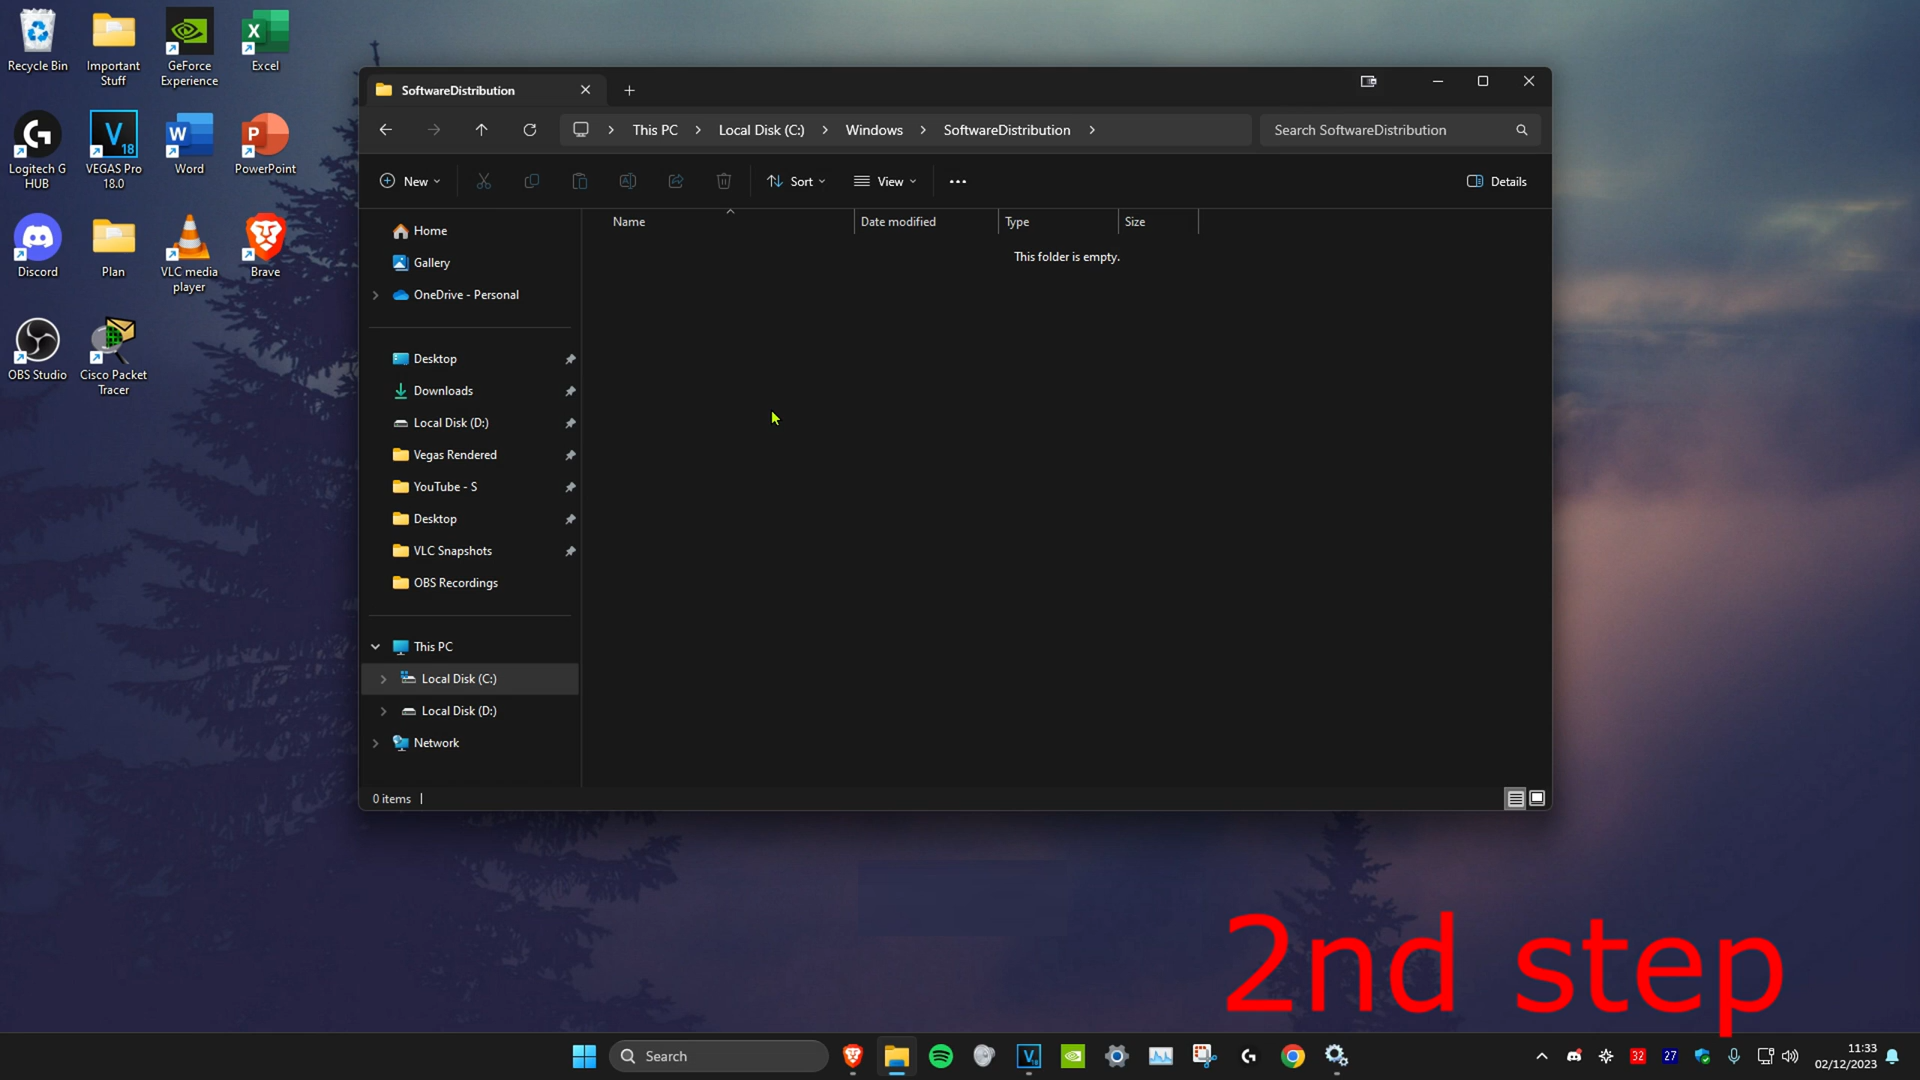 Recycle Bin
Important Stuff
GeForce Experience
Excel
Logitech G HUB
VEGAS Pro 18.0
Word
PowerPoint
Discord
Plan
VLC media player
Brave
OBS Studio
Cisco Packet Tracer
SoftwareDistribution
This PC
Local Disk (C:)
Windows
SoftwareDistribution
Search SoftwareDistribution
New
Sort
View
Details
Name
Date modified
Type
Size
This folder is empty.
Home
Gallery
OneDrive - Personal
Desktop
Downloads
Local Disk (D:)
Vegas Rendered
YouTube - S
Desktop
VLC Snapshots
OBS Recordings
This PC
Local Disk (C:)
Local Disk (D:)
Network
0 items
2nd step
Search
32
27
11:33
02/12/2023